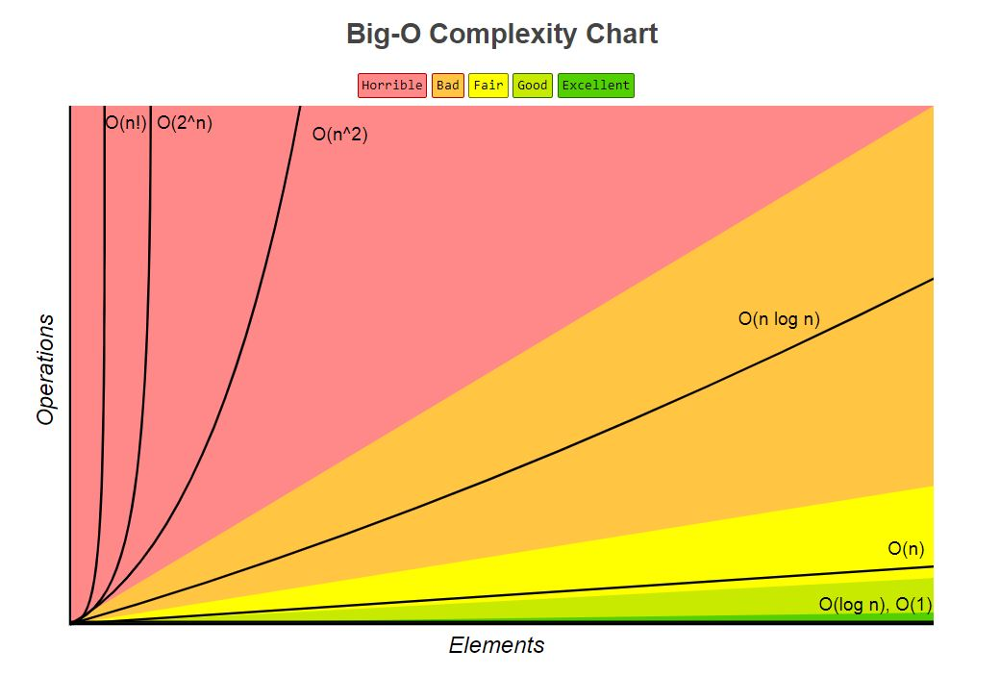 Big-O Complexity Chart
Horrible Bad Fair Good Excellent
O(n!) O(2^n)
O(n^2)
O(n log n)
O(n)
O(log n), O(1)
Operations
Elements